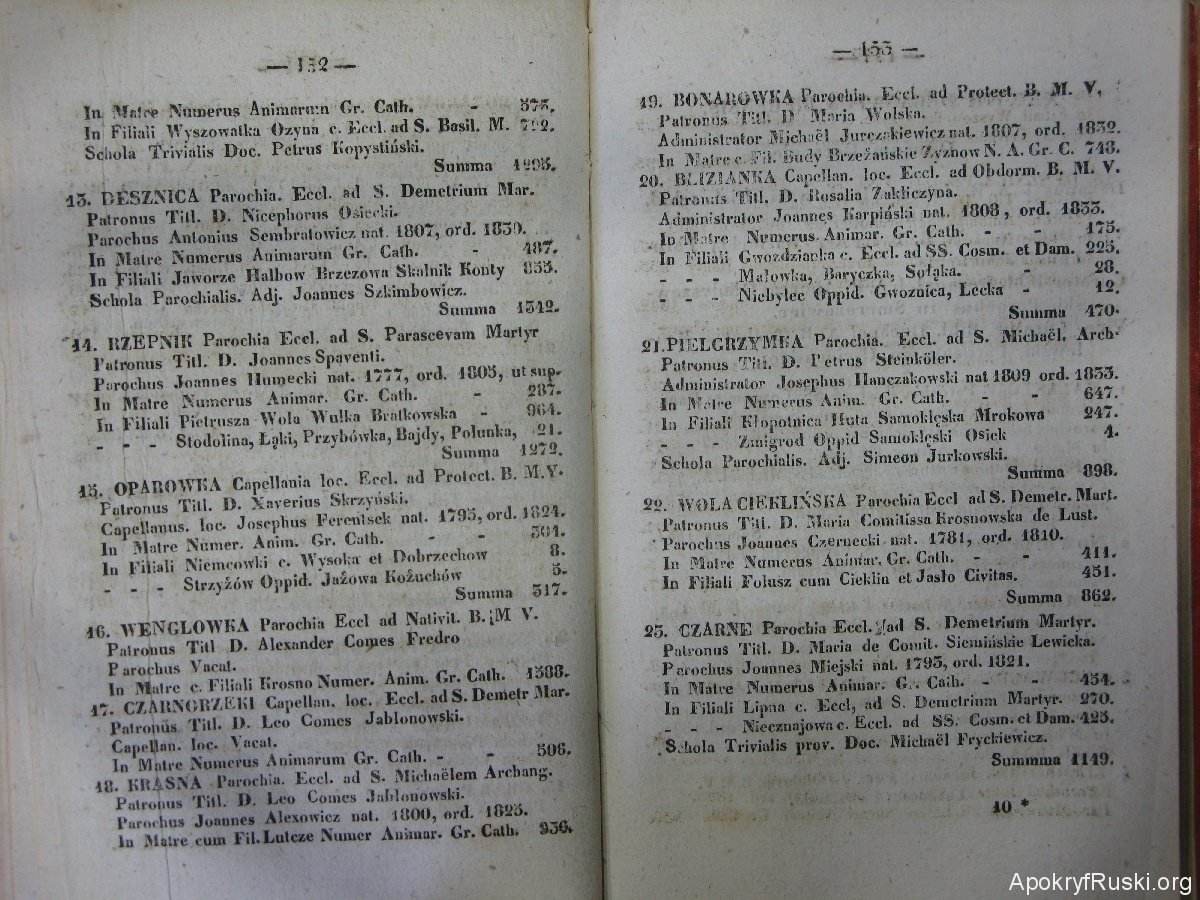 — 152 —
In Matre Numerus Animarum Gr. Cath. - 573.
In Filiali Wyszowatka Ozyna c. Eccl. ad S. Basil. M. 722.
Schola Trivialis Doc. Petrus Kopystiński.
Summa 1295.
13. DESZNICA Parochia. Eccl. ad S. Demetrium Mar.
Patronus Titl. D. Nicephorus Osiecki.
Parochus Antonius Sembratowicz nat. 1807, ord. 1830.
In Matre Numerus Animarum Gr. Cath. - 487.
In Filiali Jaworze Halbow Brzezowa Skalnik Konty 855.
Schola Parochialis. Adj. Joannes Szkimbowicz.
Summa 1342.
14. RZEPNIK Parochia Eccl. ad S. Parascevam Martyr
Patronus Titl. D. Joannes Spaventi.
Parochus Joannes Humecki nat. 1777, ord. 1805, ut sup.
In Matre Numerus Animar. Gr. Cath. - 287.
In Filiali Pietrusza Wola Wulka Bratkowska - 964.
- - - Stodolina, Łąki, Przybówka, Bajdy, Polunka, 21.
Summa 1272.
15. OPAROWKA Capellania loc. Eccl. ad Protect. B. M.V.
Patronus Titl. D. Xaverius Skrzyński.
Capellanus. loc. Josephus Ferentsek nat. 1795, ord. 1824.
In Matre Numer. Anim. Gr. Cath. - - 304.
In Filiali Niemcowki c. Wysoka et Dobrzechow 8.
- - - Strzyżów Oppid. Jażowa Kożuchów 5.
Summa 317.
16. WENGLOWKA Parochia Eccl ad Nativit. B. M V.
Patronus Titl D. Alexander Comes Fredro
Parochus Vacat.
In Matre c. Filiali Krosno Numer. Anim. Gr. Cath. 1588.
17. CZARNORZEKI Capellan. loc. Eccl. ad S. Demetr Mar.
Patronus Titl. D. Leo Comes Jablonowski.
Capellan. loc. Vacat.
In Matre Numerus Animarum Gr. Cath. - - 506.
18. KRASNA Parochia. Eccl. ad S. Michaëlem Archang.
Patronus Titl. D. Leo Comes Jablonowski.
Parochus Joannes Alexowicz nat. 1800, ord. 1825.
In Matre cum Fil. Lutcze Numer Animar. Gr. Cath. 956.
— 153 —
19. BONAROWKA Parochia. Eccl. ad Protect. B. M. V,
Patronus Titl. D Maria Wolska.
Administrator Michaël Jurczakiewicz nat. 1807, ord. 1832.
In Matre c. Fil. Budy Brzeżańskie Zyznow N. A. Gr. C. 748.
20. BLIZIANKA Capellan. loc. Eccl. ad Obdorm. B. M. V.
Patronus Titl. D. Rosalia Zakliczyna.
Administrator Joannes Karpiński nat. 1808, ord. 1833.
In Matre Numerus. Animar. Gr. Cath. - - 175.
In Filiali Gwozdzianka c. Eccl. ad SS. Cosm. et Dam. 225.
- - - Małowka, Baryczka, Sołąka. - 28.
- - - Niebylec Oppid. Gwoznica, Lecka - 12.
Summa 470.
21. PIELGRZYMKA Parochia. Eccl. ad S. Michaël. Arch-
Patronus Titl. D. Petrus Steinköler.
Administrator Josephus Hanczakowski nat 1809 ord. 1833.
In Matre Numerus Anim. Gr. Cath. - - 647.
In Filiali Kłopotnica Huta Samoklęska Mrokowa 247.
- - - Zmigrod Oppid Samoklęski Osiek 4.
Schola Parochialis. Adj. Simeon Jurkowski.
Summa 898.
22. WOLA CIEKLIŃSKA Parochia Eccl ad S. Demetr. Mart.
Patronus Titl. D. Maria Comitissa Krosnowska de Lust.
Parochus Joannes Czernecki nat. 1781, ord. 1810.
In Matre Numerus Animar. Gr. Cath. - - 411.
In Filiali Folusz cum Cieklin et Jasło Civitas. 451.
Summa 862.
23. CZARNE Parochia Eccl. ad S. Demetrium Martyr.
Patronus Titl. D. Maria de Comit. Siemińskie Lewicka.
Parochus Joannes Miejski nat. 1795, ord. 1821.
In Matre Numerus Animar. Gr. Cath. - - 454.
In Filiali Lipna c. Eccl, ad S. Demetrium Martyr. 270.
- - - Niecznajowa c. Eccl. ad SS. Cosm. et Dam. 425.
Schola Trivialis prov. Doc. Michaël Fryckiewicz.
Summma 1149.
10 *
ApokryfRuski.org